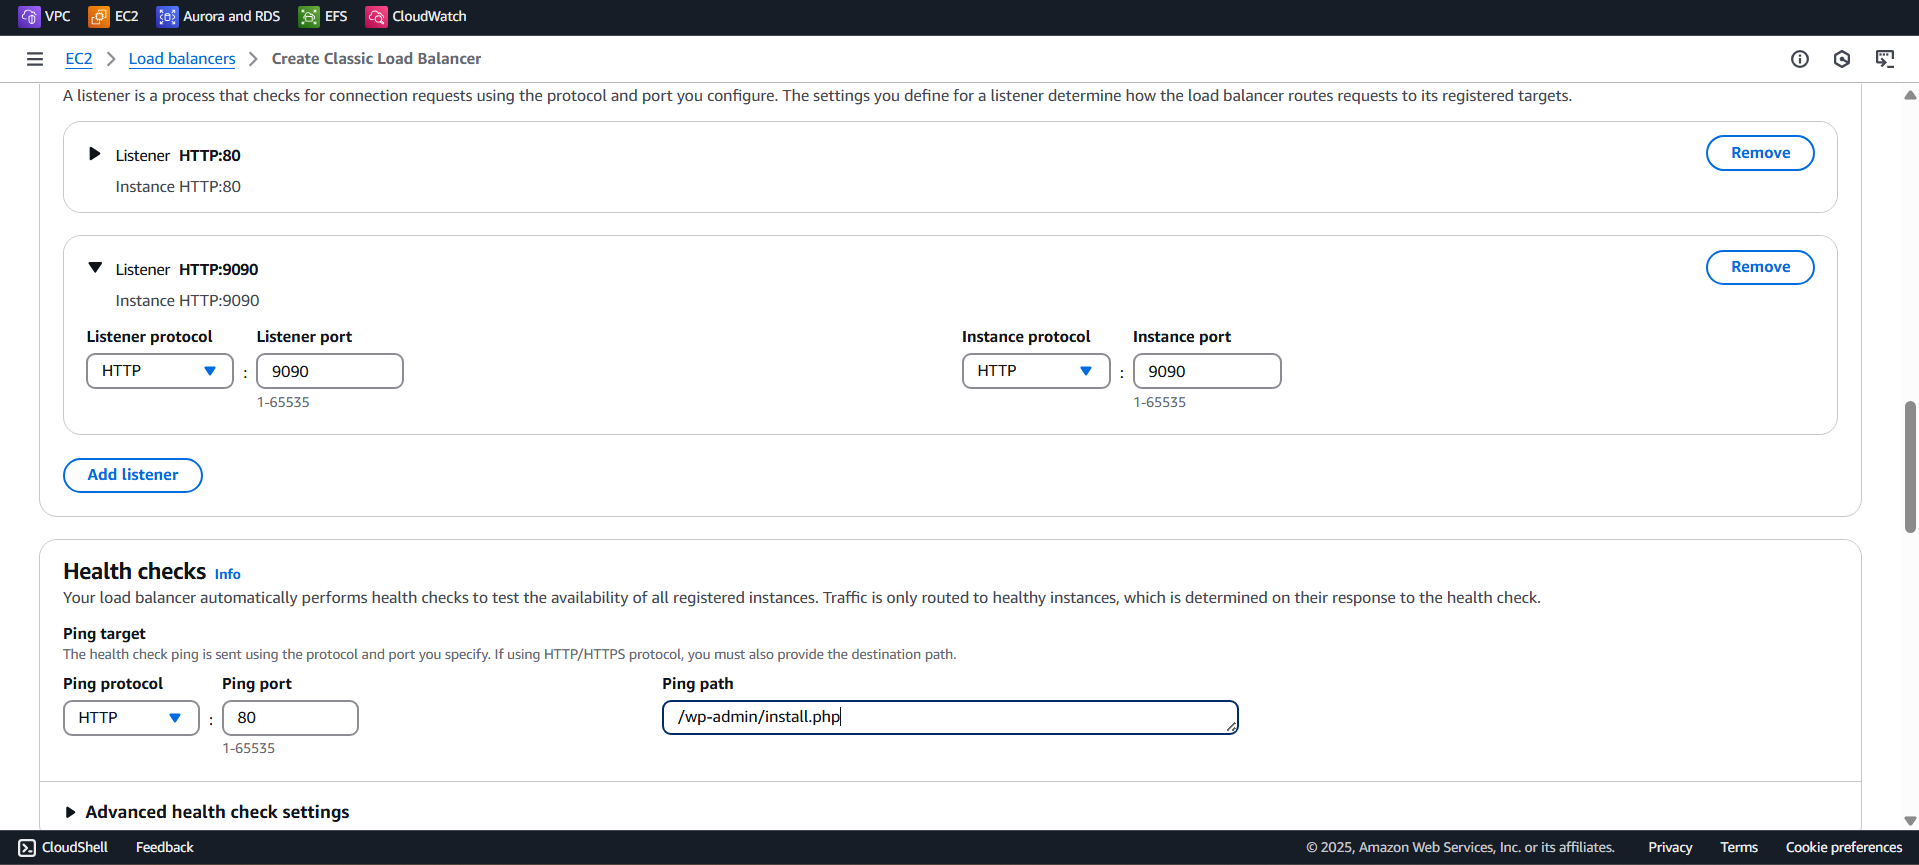 VPC EC2 Aurora and RDS EFS CloudWatch
EC2 Load balancers Create Classic Load Balancer
A listener is a process that checks for connection requests using the protocol and port you configure. The settings you define for a listener determine how the load balancer routes requests to its registered targets.
Listener HTTP:80
Remove
Instance HTTP:80
Listener HTTP:9090
Remove
Instance HTTP:9090
Listener protocol Listener port Instance protocol Instance port
HTTP : 9090 HTTP : 9090
1-65535 1-65535
Add listener
Health checks Info
Your load balancer automatically performs health checks to test the availability of all registered instances. Traffic is only routed to healthy instances, which is determined on their response to the health check.
Ping target
The health check ping is sent using the protocol and port you specify. If using HTTP/HTTPS protocol, you must also provide the destination path.
Ping protocol Ping port Ping path
HTTP : 80 /wp-admin/install.php
1-65535
Advanced health check settings
CloudShell Feedback © 2025, Amazon Web Services, Inc. or its affiliates. Privacy Terms Cookie preferences